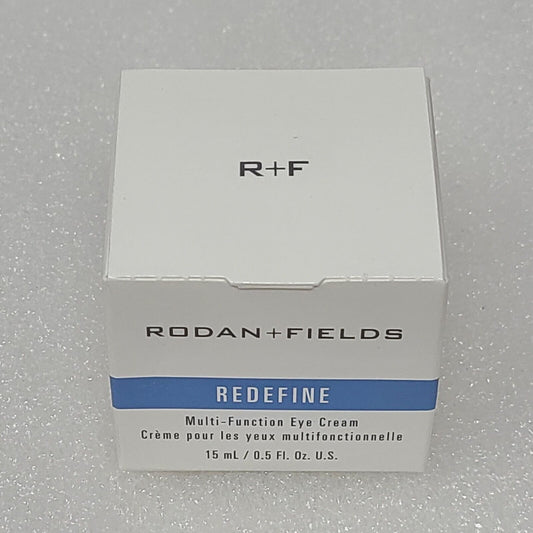 R+F
RODAN+FIELDS
REDEFINE
Multi-Function Eye Cream
Crème pour les yeux multifonctionnelle
15 mL / 0.5 Fl. Oz. U.S.